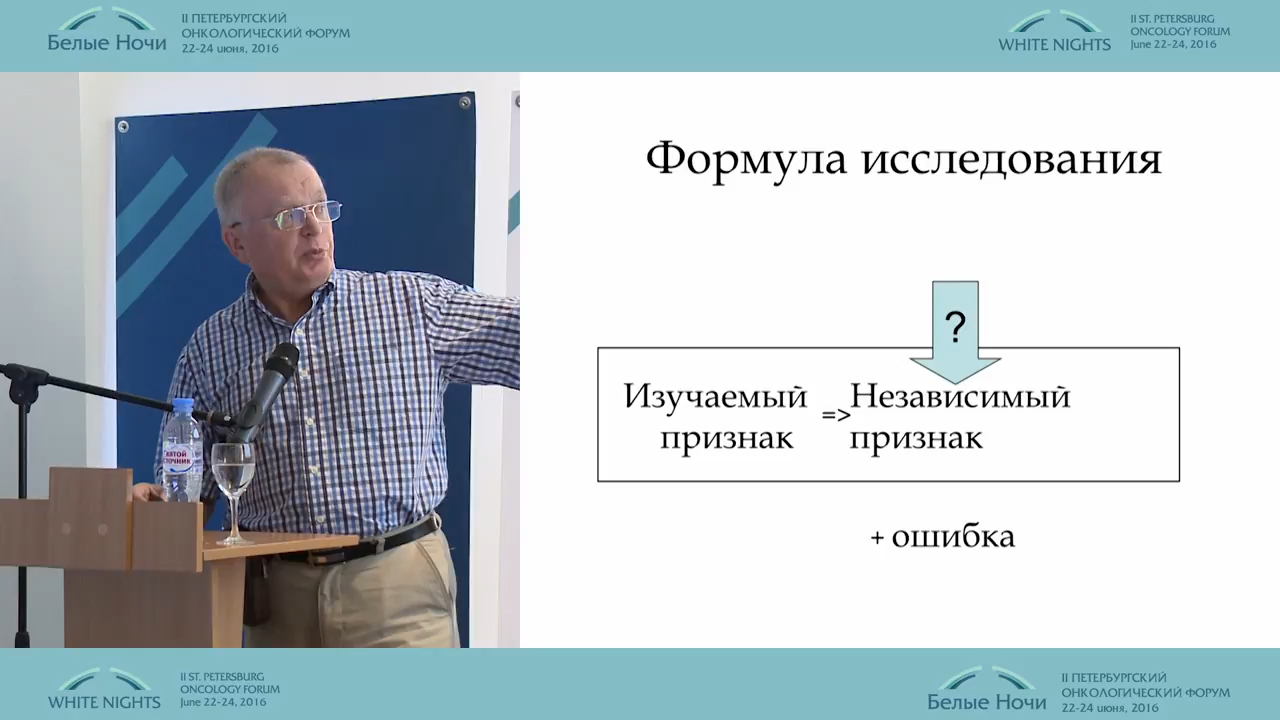 Белые Ночи
II ПЕТЕРБУРГСКИЙ
ОНКОЛОГИЧЕСКИЙ ФОРУМ
22-24 июня, 2016
WHITE NIGHTS
II ST. PETERSBURG
ONCOLOGY FORUM
June 22-24, 2016
Формула исследования
?
Изучаемый
признак
=>
Независимый
признак
+ ошибка
WHITE NIGHTS
II ST. PETERSBURG
ONCOLOGY FORUM
June 22-24, 2016
Белые Ночи
II ПЕТЕРБУРГСКИЙ
ОНКОЛОГИЧЕСКИЙ ФОРУМ
22-24 июня, 2016